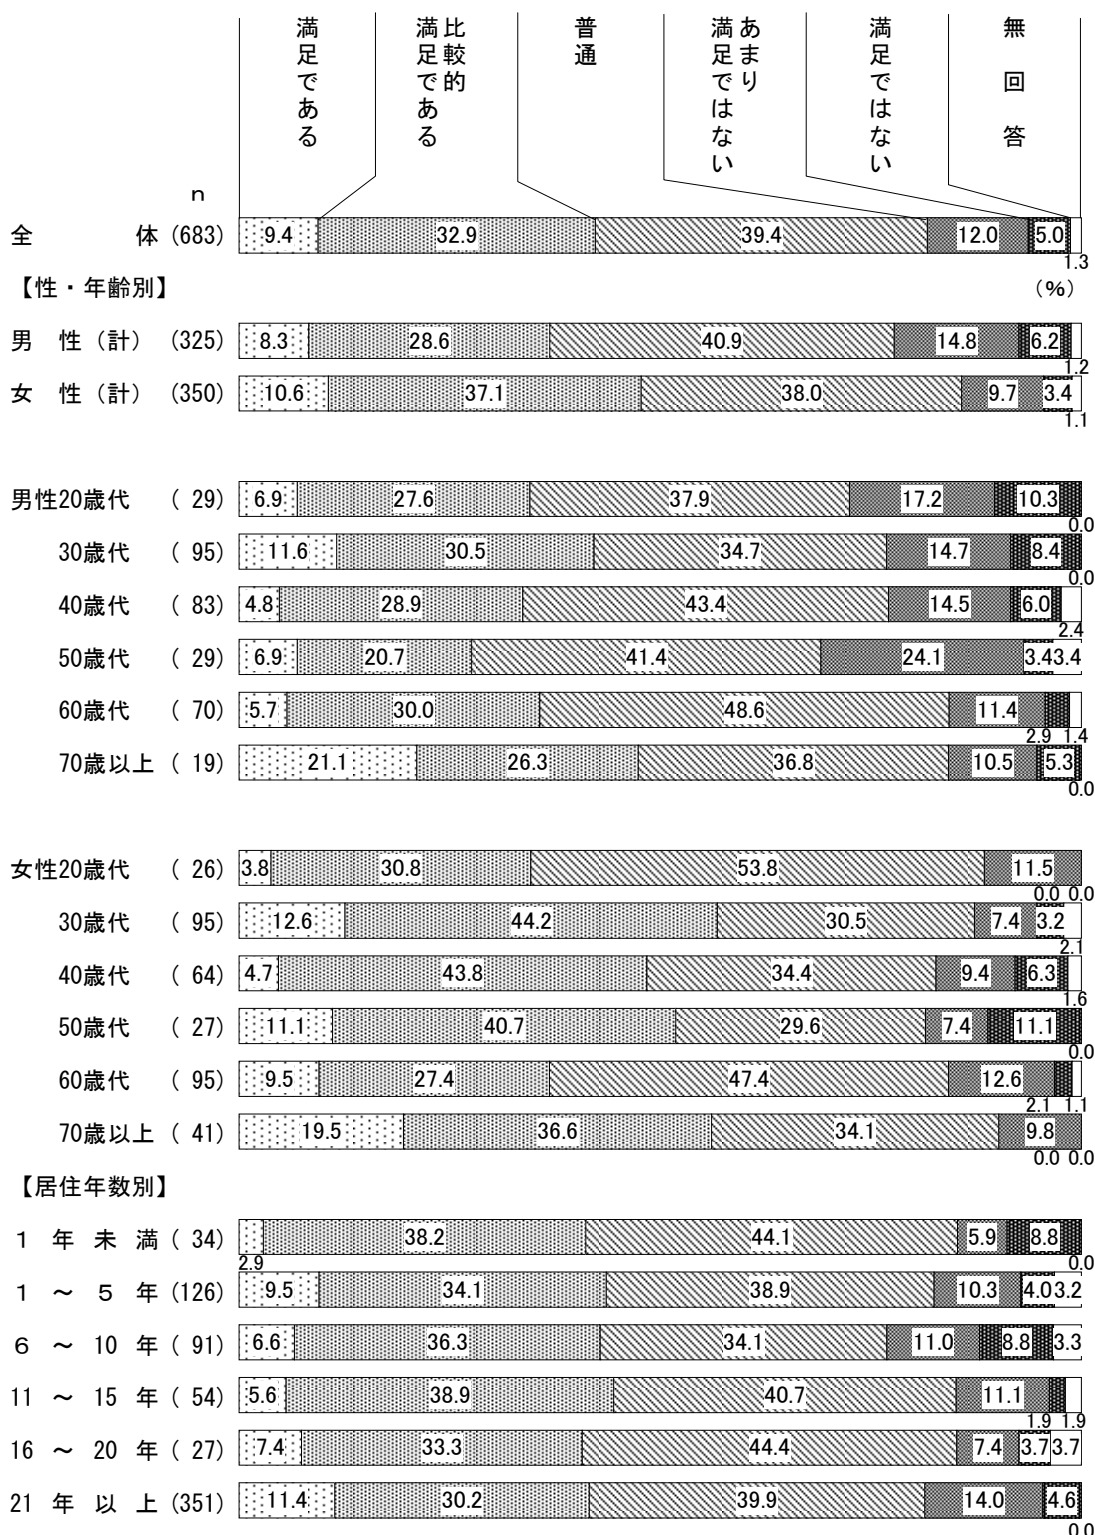 満足である
比較的
満足である
普通
あまり
満足ではない
満足ではない
無回答
n
全体 (683) 9.4 32.9 39.4 12.0 5.0 1.3
【性・年齢別】 (%)
男性(計) (325) 8.3 28.6 40.9 14.8 6.2 1.2
女性(計) (350) 10.6 37.1 38.0 9.7 3.4 1.1
男性20歳代 ( 29) 6.9 27.6 37.9 17.2 10.3 0.0
30歳代 ( 95) 11.6 30.5 34.7 14.7 8.4 0.0
40歳代 ( 83) 4.8 28.9 43.4 14.5 6.0 2.4
50歳代 ( 29) 6.9 20.7 41.4 24.1 3.4 3.4
60歳代 ( 70) 5.7 30.0 48.6 11.4 2.9 1.4
70歳以上 ( 19) 21.1 26.3 36.8 10.5 5.3 0.0
女性20歳代 ( 26) 3.8 30.8 53.8 11.5 0.0 0.0
30歳代 ( 95) 12.6 44.2 30.5 7.4 3.2 2.1
40歳代 ( 64) 4.7 43.8 34.4 9.4 6.3 1.6
50歳代 ( 27) 11.1 40.7 29.6 7.4 11.1 0.0
60歳代 ( 95) 9.5 27.4 47.4 12.6 2.1 1.1
70歳以上 ( 41) 19.5 36.6 34.1 9.8 0.0 0.0
【居住年数別】
1年未満 ( 34) 2.9 38.2 44.1 5.9 8.8 0.0
1～5年 (126) 9.5 34.1 38.9 10.3 4.0 3.2
6～10年 ( 91) 6.6 36.3 34.1 11.0 8.8 3.3
11～15年 ( 54) 5.6 38.9 40.7 11.1 1.9 1.9
16～20年 ( 27) 7.4 33.3 44.4 7.4 3.7 3.7
21年以上 (351) 11.4 30.2 39.9 14.0 4.6 0.0